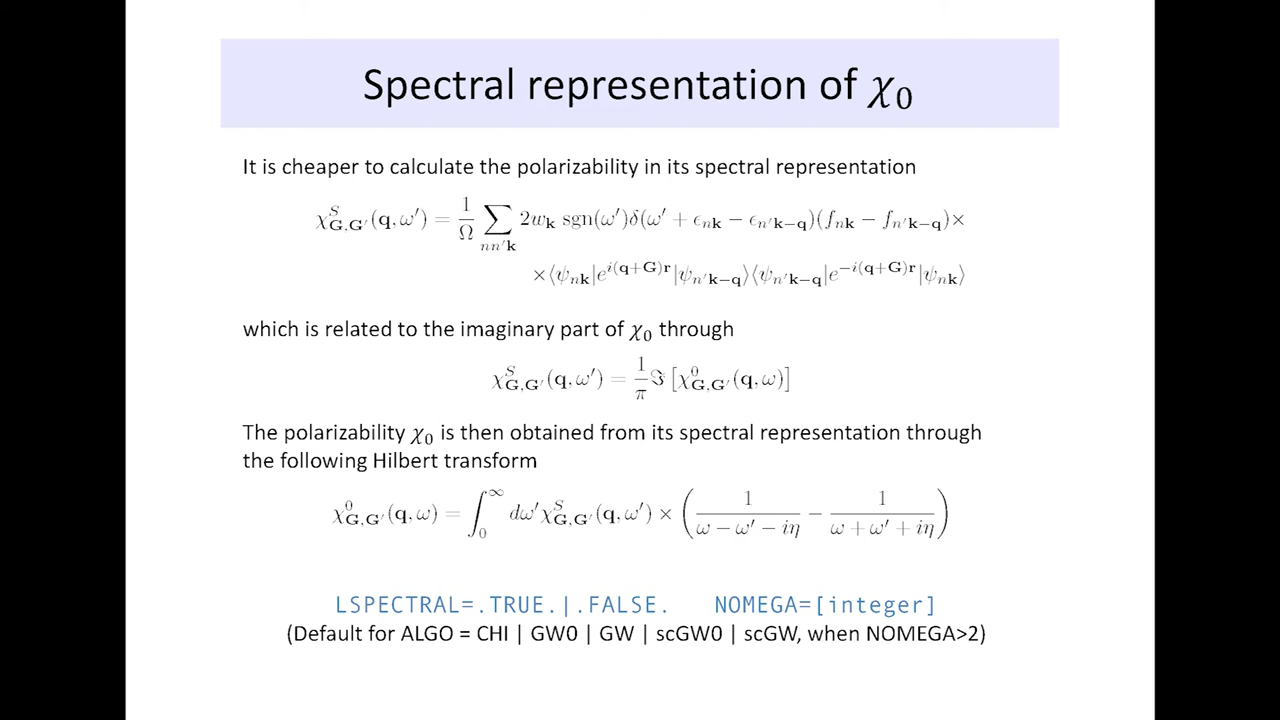 Spectral representation of χ₀
It is cheaper to calculate the polarizability in its spectral representation
χ^S_{G,G′}(q, ω′) = 1/Ω ∑_{nn′k} 2w_k sgn(ω′)δ(ω′ + ϵ_{nk} − ϵ_{n′k−q})(f_{nk} − f_{n′k−q})×
×⟨ψ_{nk}|e^{i(q+G)r}|ψ_{n′k−q}⟩⟨ψ_{n′k−q}|e^{−i(q+G)r}|ψ_{nk}⟩
which is related to the imaginary part of χ₀ through
χ^S_{G,G′}(q, ω′) = 1/π ℑ [χ^0_{G,G′}(q, ω)]
The polarizability χ₀ is then obtained from its spectral representation through
the following Hilbert transform
χ^0_{G,G′}(q, ω) = ∫_0^∞ dω′χ^S_{G,G′}(q, ω′) × (1/(ω − ω′ − iη) − 1/(ω + ω′ + iη))
LSPECTRAL=.TRUE.|.FALSE. NOMEGA=[integer]
(Default for ALGO = CHI | GW0 | GW | scGW0 | scGW, when NOMEGA>2)